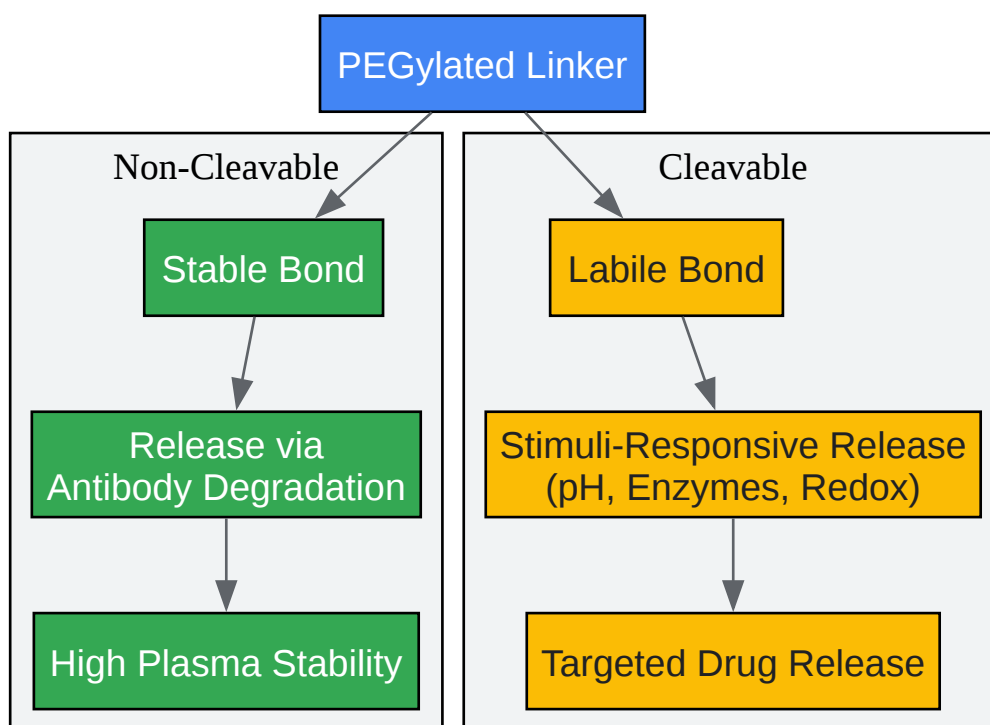 PEGylated Linker
Non-Cleavable
Stable Bond
Release via
Antibody Degradation
High Plasma Stability
Cleavable
Labile Bond
Stimuli-Responsive Release
(pH, Enzymes, Redox)
Targeted Drug Release